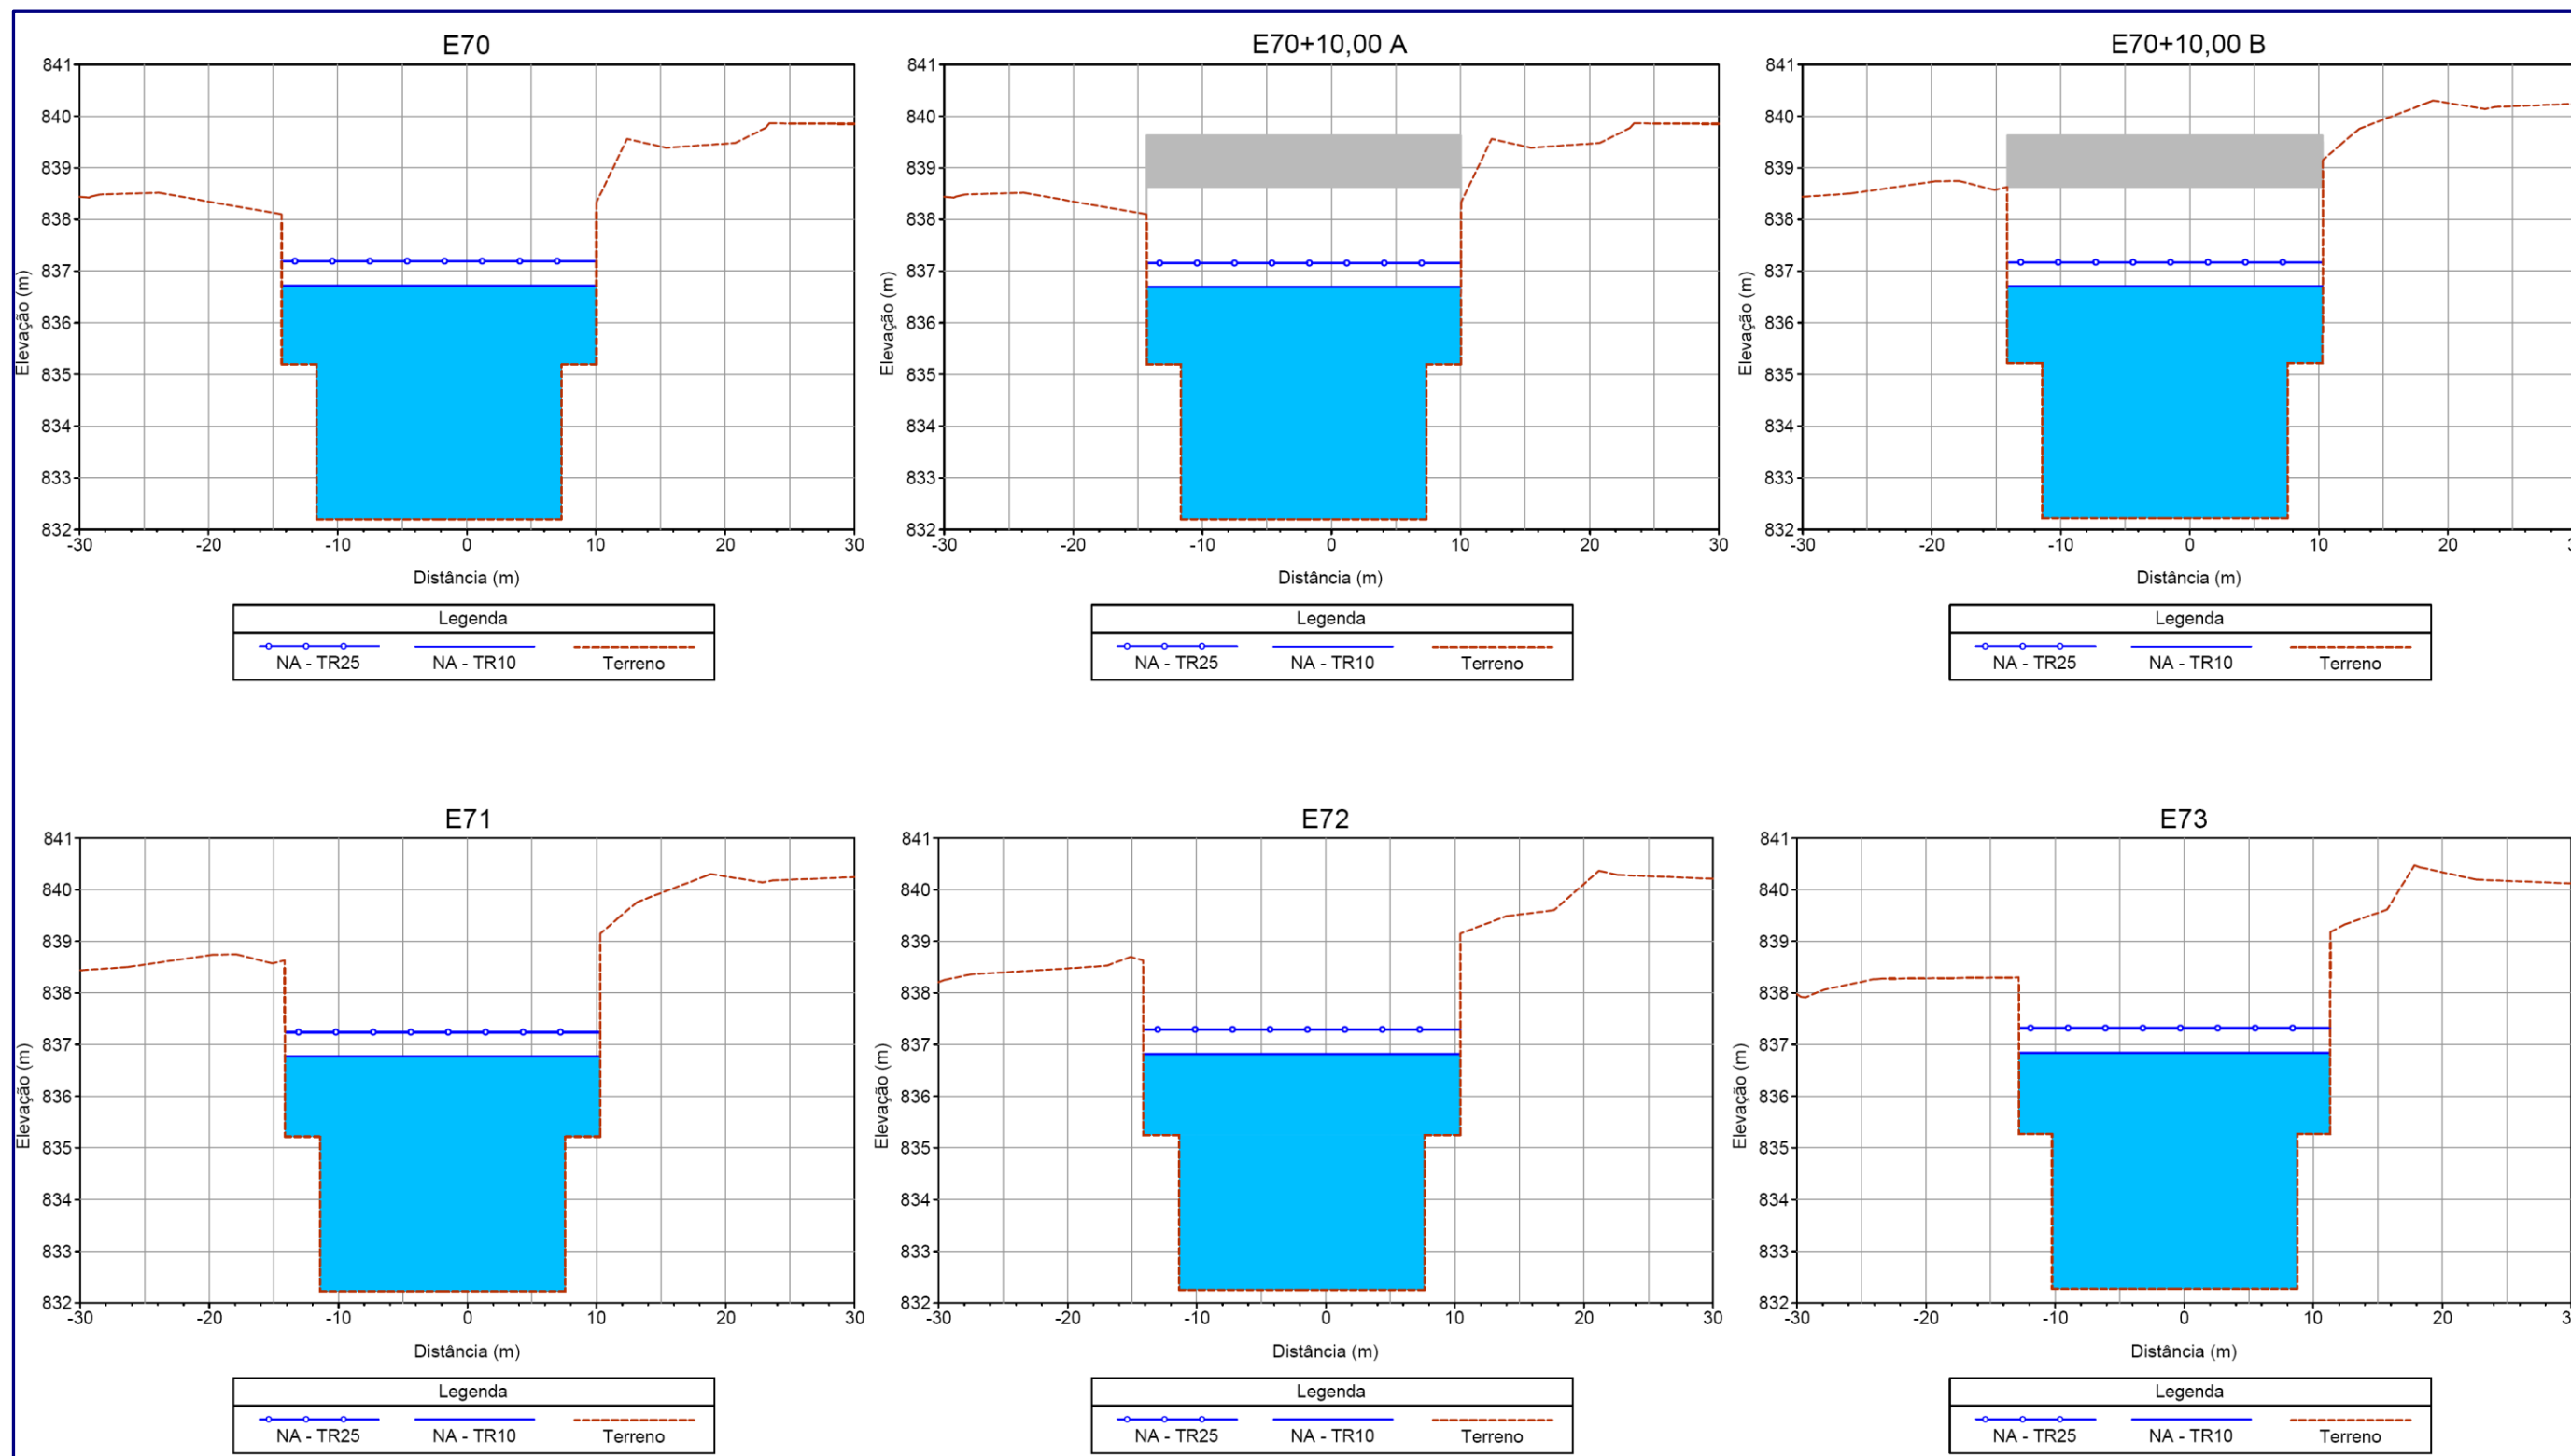 E70 E70+10,00 A E70+10,00 B
841 841 841
840 840 840
839 839 839
838 838 838
837 837 837
836 836 836
835 835 835
834 834 834
833 833 833
832 832 832
Elevação (m) Elevação (m) Elevação (m)
-30 -20 -10 0 10 20 30 -30 -20 -10 0 10 20 30 -30 -20 -10 0 10 20
Distância (m) Distância (m) Distância (m)
Legenda Legenda Legenda
NA - TR25 NA - TR10 Terreno NA - TR25 NA - TR10 Terreno NA - TR25 NA - TR10 Terreno
E71 E72 E73
841 841 841
840 840 840
839 839 839
838 838 838
837 837 837
836 836 836
835 835 835
834 834 834
833 833 833
832 832 832
Elevação (m) Elevação (m) Elevação (m)
-30 -20 -10 0 10 20 30 -30 -20 -10 0 10 20 30 -30 -20 -10 0 10 20
Distância (m) Distância (m) Distância (m)
Legenda Legenda Legenda
NA - TR25 NA - TR10 Terreno NA - TR25 NA - TR10 Terreno NA - TR25 NA - TR10 Terreno